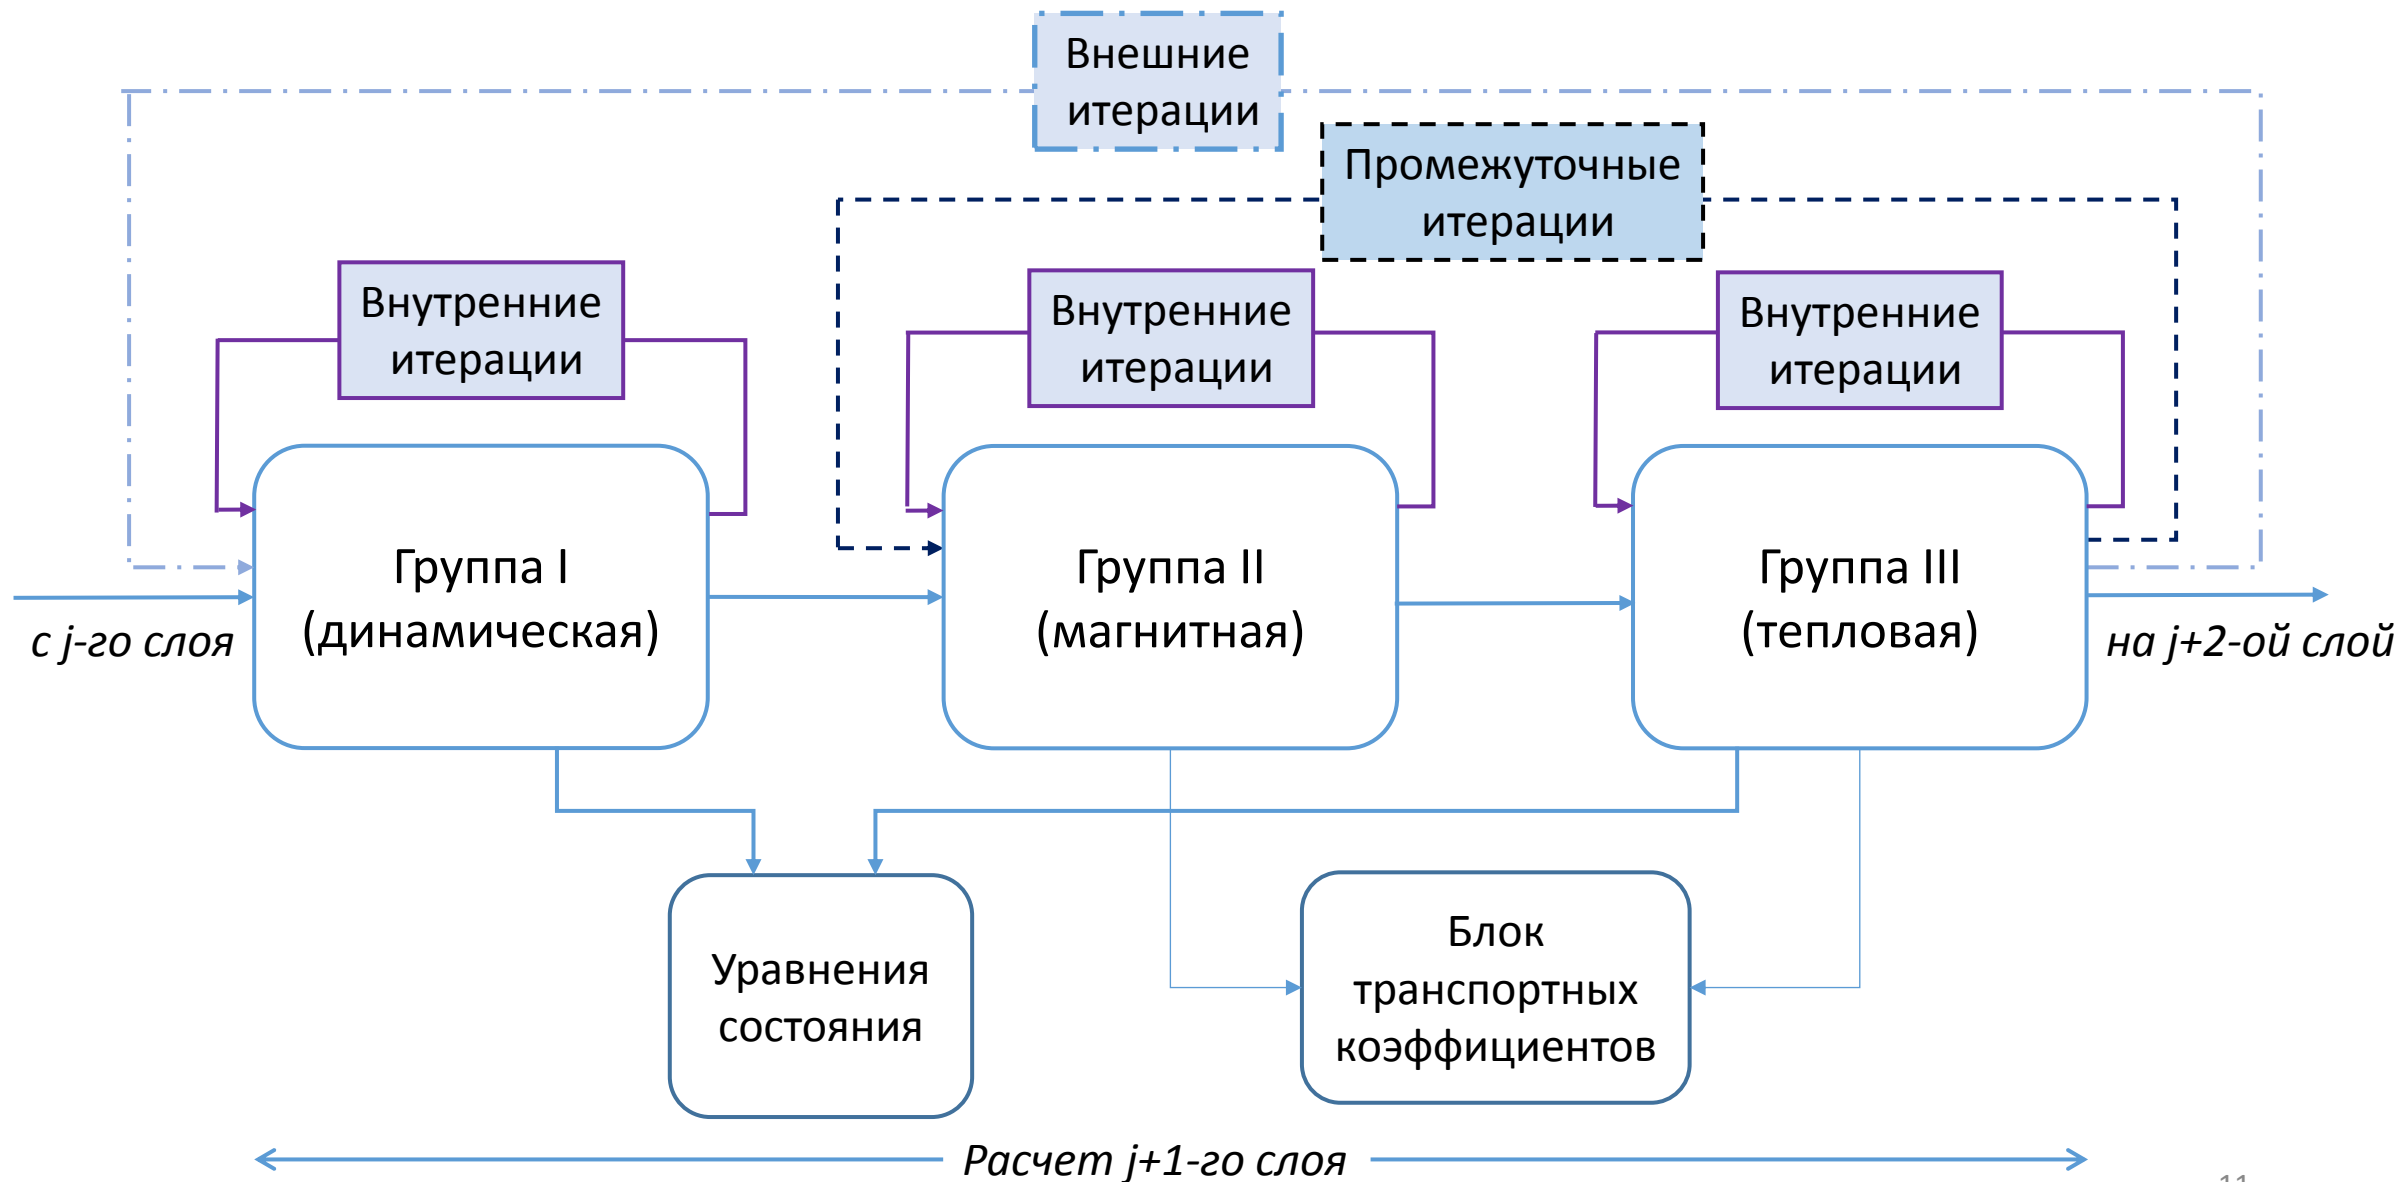 Внешние
итерации
Промежуточные
итерации
Внутренние
итерации
Внутренние
итерации
Внутренние
итерации
Группа I
(динамическая)
Группа II
(магнитная)
Группа III
(тепловая)
с j-го слоя
на j+2-ой слой
Уравнения
состояния
Блок
транспортных
коэффициентов
Расчет j+1-го слоя
11